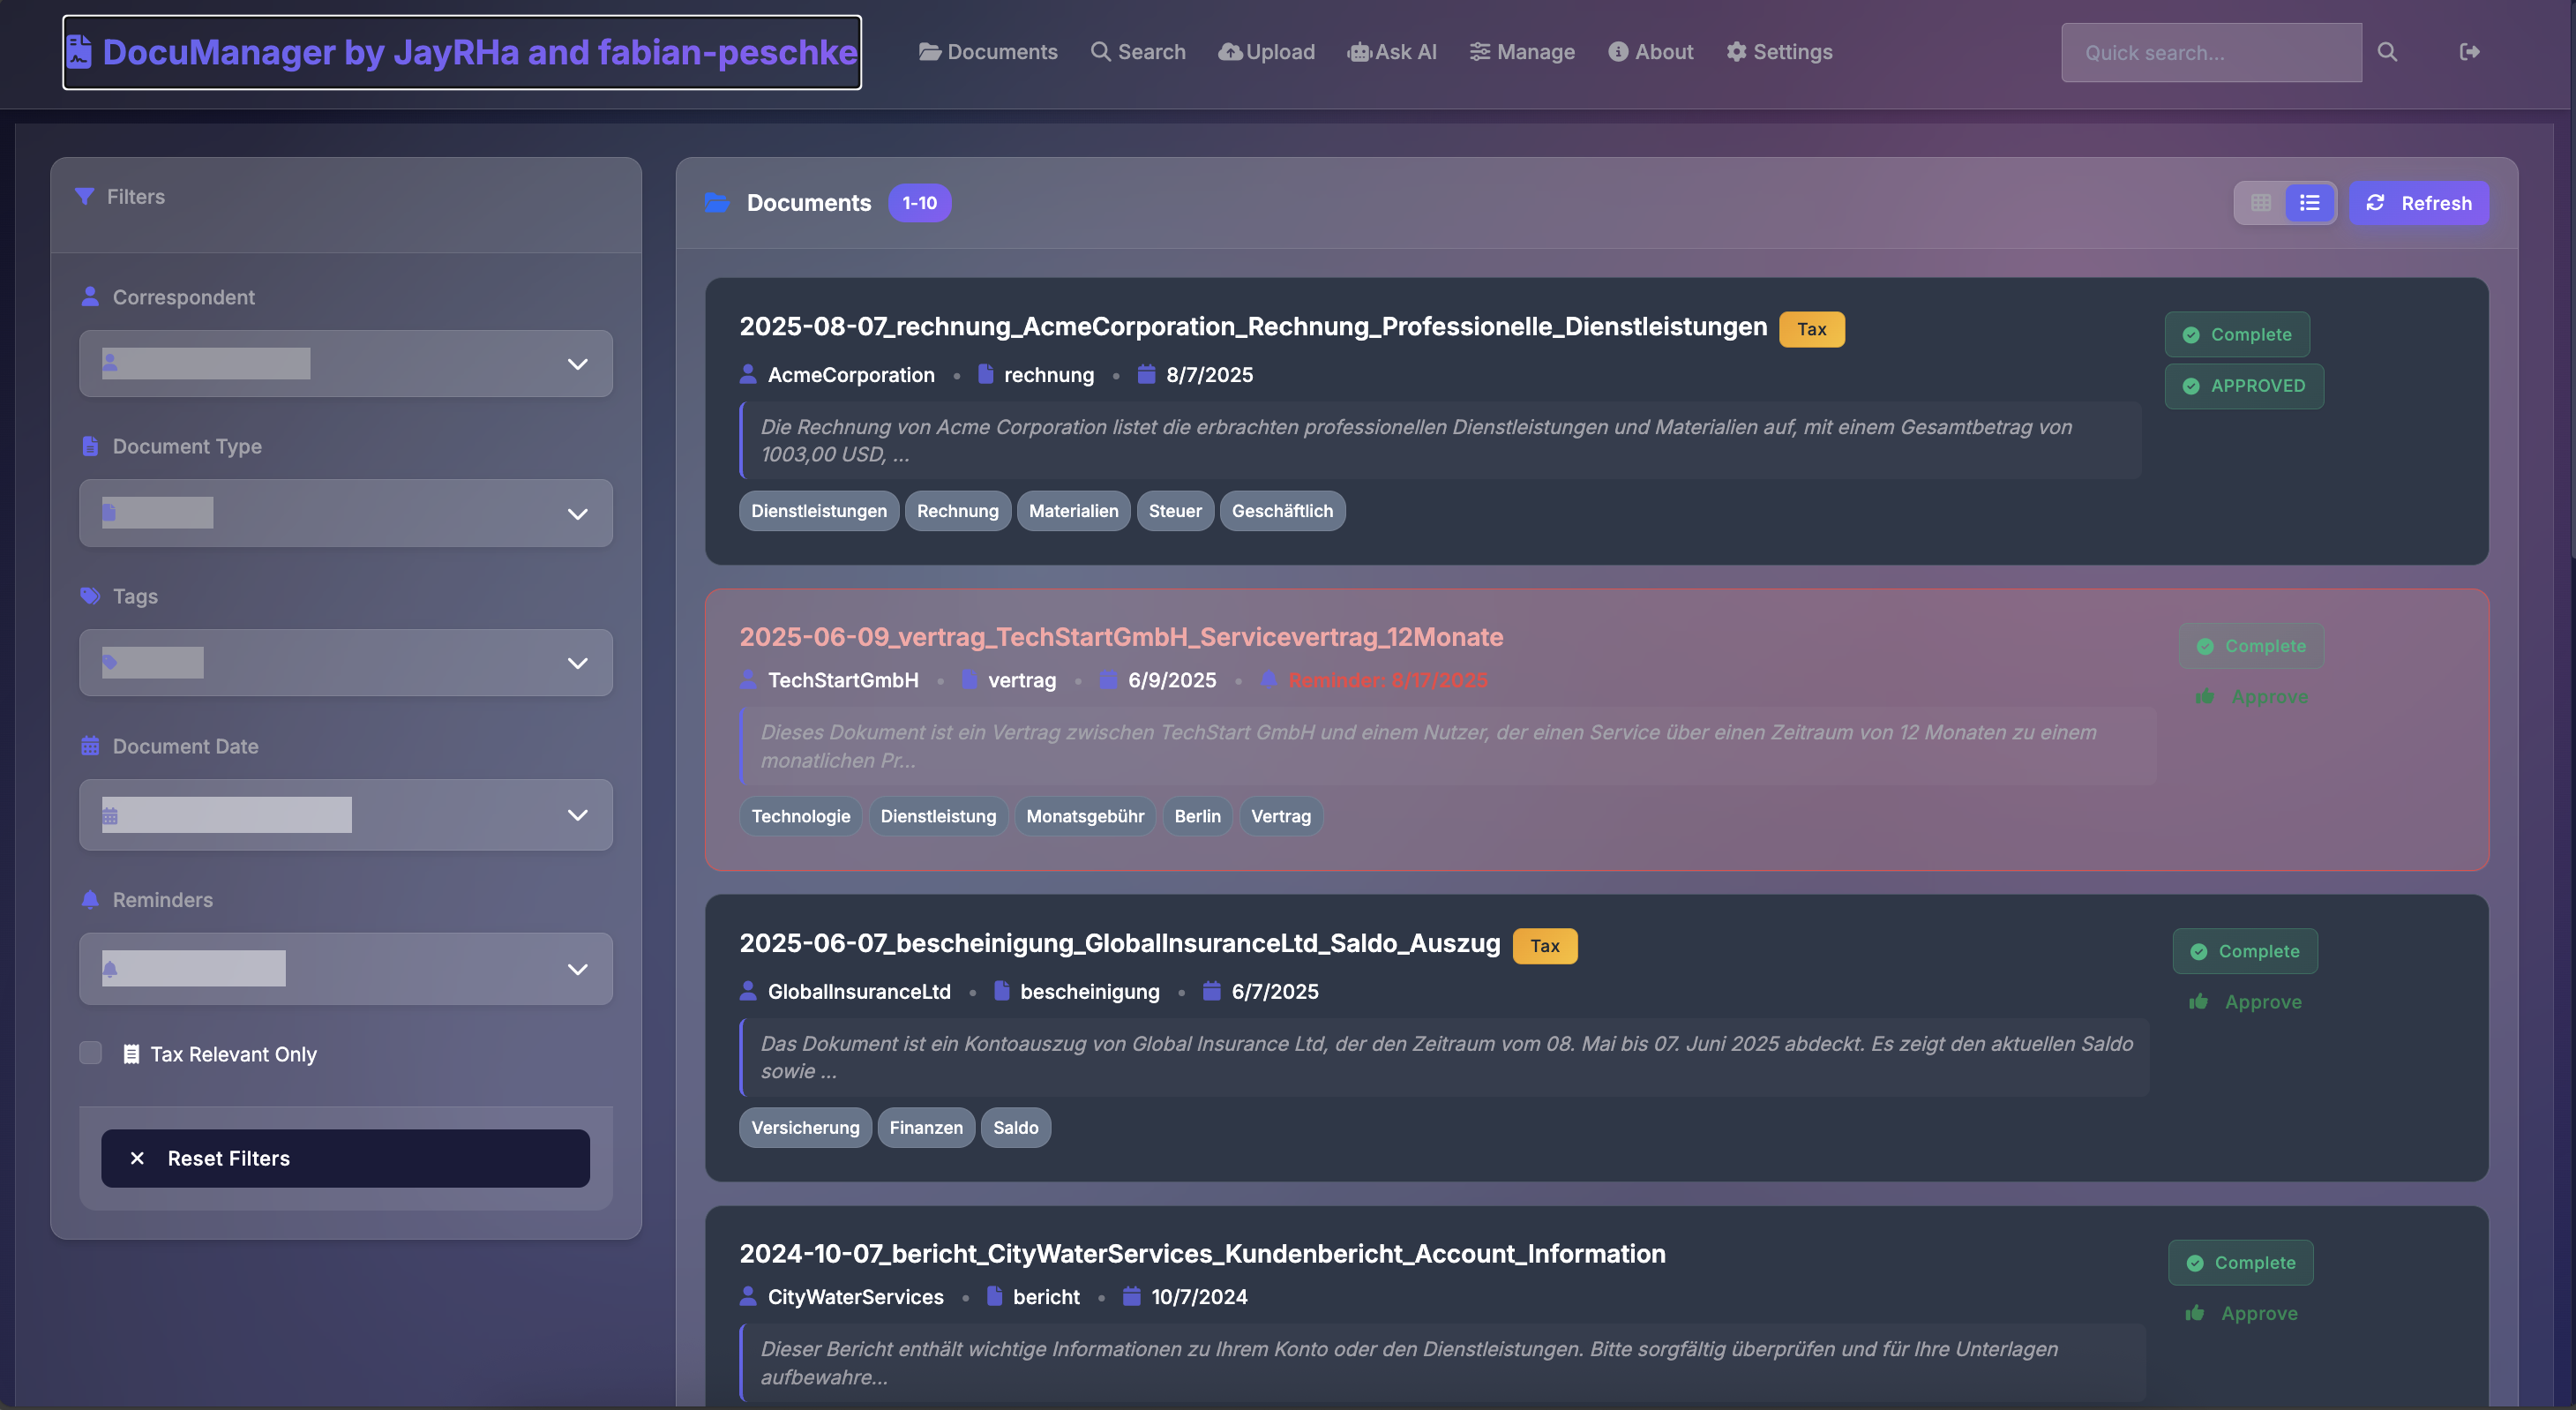 DocuManager by JayRHa and fabian-peschke
Documents Search Upload Ask AI Manage About Settings
Quick search...
Filters
Correspondent
Document Type
Tags
Document Date
Reminders
Tax Relevant Only
Reset Filters
Documents 1-10
Refresh
2025-08-07_rechnung_AcmeCorporation_Rechnung_Professionelle_Dienstleistungen Tax
Complete
AcmeCorporation • rechnung • 8/7/2025
APPROVED
Die Rechnung von Acme Corporation listet die erbrachten professionellen Dienstleistungen und Materialien auf, mit einem Gesamtbetrag von
1003,00 USD, ...
Dienstleistungen Rechnung Materialien Steuer Geschäftlich
2025-06-09_vertrag_TechStartGmbH_Servicevertrag_12Monate
Complete
TechStartGmbH • vertrag • 6/9/2025 • Reminder: 8/17/2025
Approve
Dieses Dokument ist ein Vertrag zwischen TechStart GmbH und einem Nutzer, der einen Service über einen Zeitraum von 12 Monaten zu einem
monatlichen Pr...
Technologie Dienstleistung Monatsgebühr Berlin Vertrag
2025-06-07_bescheinigung_GlobalInsuranceLtd_Saldo_Auszug Tax
Complete
GlobalInsuranceLtd • bescheinigung • 6/7/2025
Approve
Das Dokument ist ein Kontoauszug von Global Insurance Ltd, der den Zeitraum vom 08. Mai bis 07. Juni 2025 abdeckt. Es zeigt den aktuellen Saldo
sowie ...
Versicherung Finanzen Saldo
2024-10-07_bericht_CityWaterServices_Kundenbericht_Account_Information
Complete
CityWaterServices • bericht • 10/7/2024
Approve
Dieser Bericht enthält wichtige Informationen zu Ihrem Konto oder den Dienstleistungen. Bitte sorgfältig überprüfen und für Ihre Unterlagen
aufbewahre...